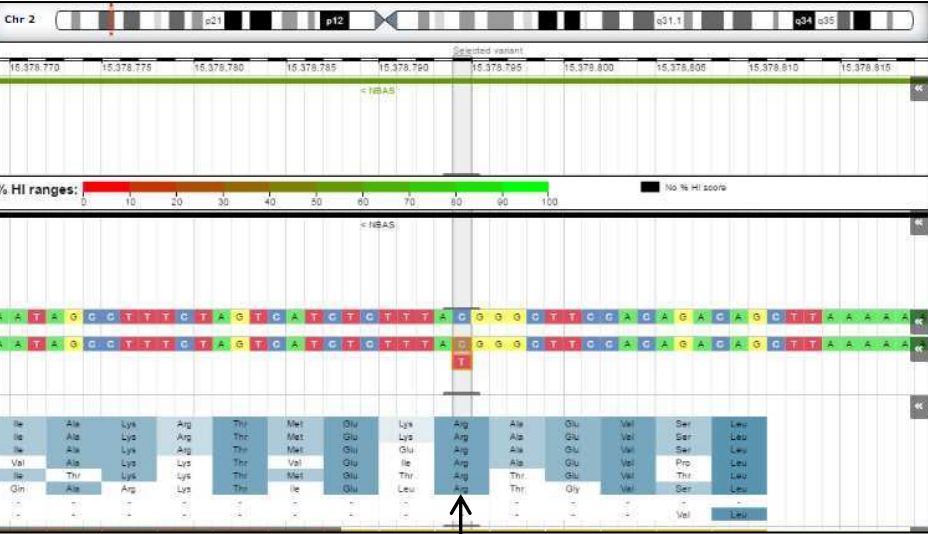 Chr 2 p21 p12 q31.1 q34 q35
Selected variant
15,378,770 15,378,775 15,378,780 15,378,785 15,378,790 15,378,795 15,378,800 15,378,805 15,378,810 15,378,815
< NBAS
«
% HI ranges: No % HI score
0 10 20 30 40 50 60 70 80 90 100
< NBAS
«
A A T A G C C T T T C T A G T C A T C T C T T T A C G G G C T T C C A C A G A C A G C T T A A A A A A
«
A A T A G C C T T T C T A G T C A T C T C T T T A C G G G C T T C C A C A G A C A G C T T A A A A A A
«
T
«
Ile Ala Lys Arg Thr Met Glu Lys Arg Ala Glu Val Ser Leu
Ile Ala Lys Arg Thr Met Glu Lys Arg Ala Glu Val Ser Leu
Ile Ala Lys Arg Thr Met Glu Glu Arg Ala Glu Val Ser Leu
Val Ala Lys Lys Thr Val Glu Ile Arg Ala Glu Val Pro Leu
Ile Thr Lys Lys Thr Met Glu Thr Arg Thr Glu Val Thr Leu
Gln Ala Arg Lys Thr Ile Glu Leu Arg Thr Gly Val Ser Leu
- - - - - - - - - - - - - -
- - - - - - - - - - - - Val Leu